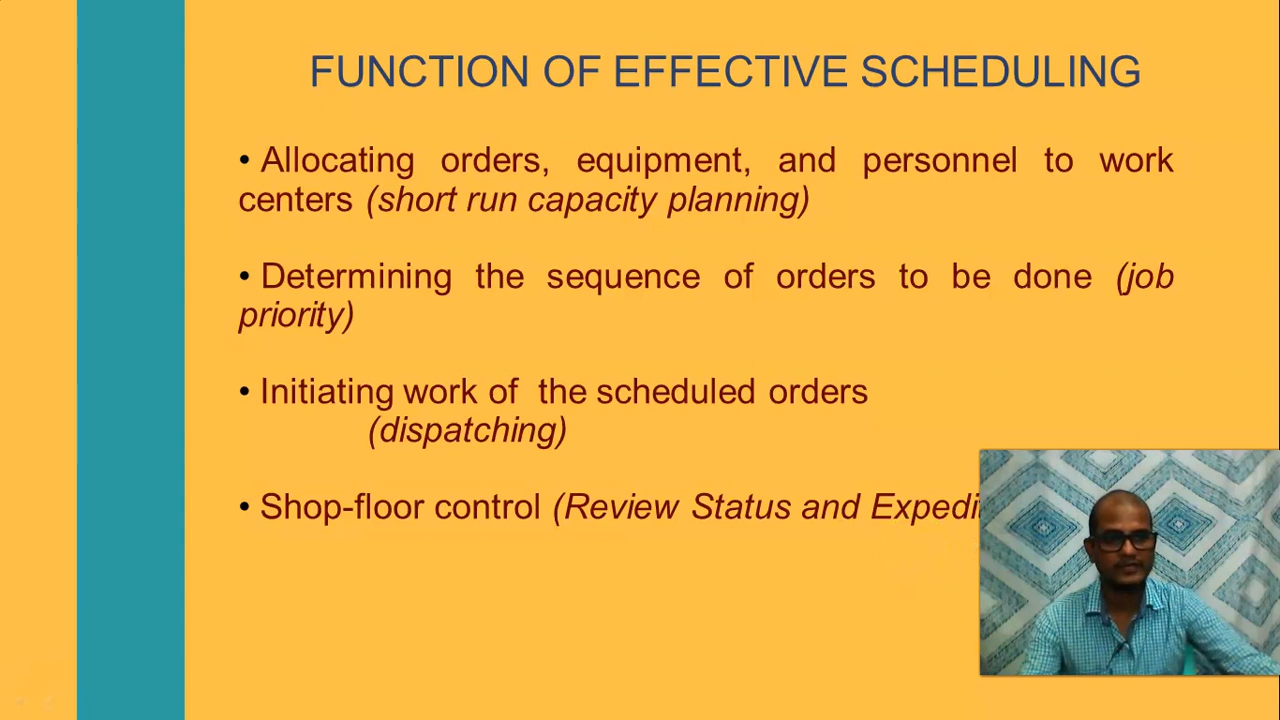 FUNCTION OF EFFECTIVE SCHEDULING
• Allocating orders, equipment, and personnel to work
centers (short run capacity planning)
• Determining the sequence of orders to be done (job
priority)
• Initiating work of the scheduled orders
(dispatching)
• Shop-floor control (Review Status and